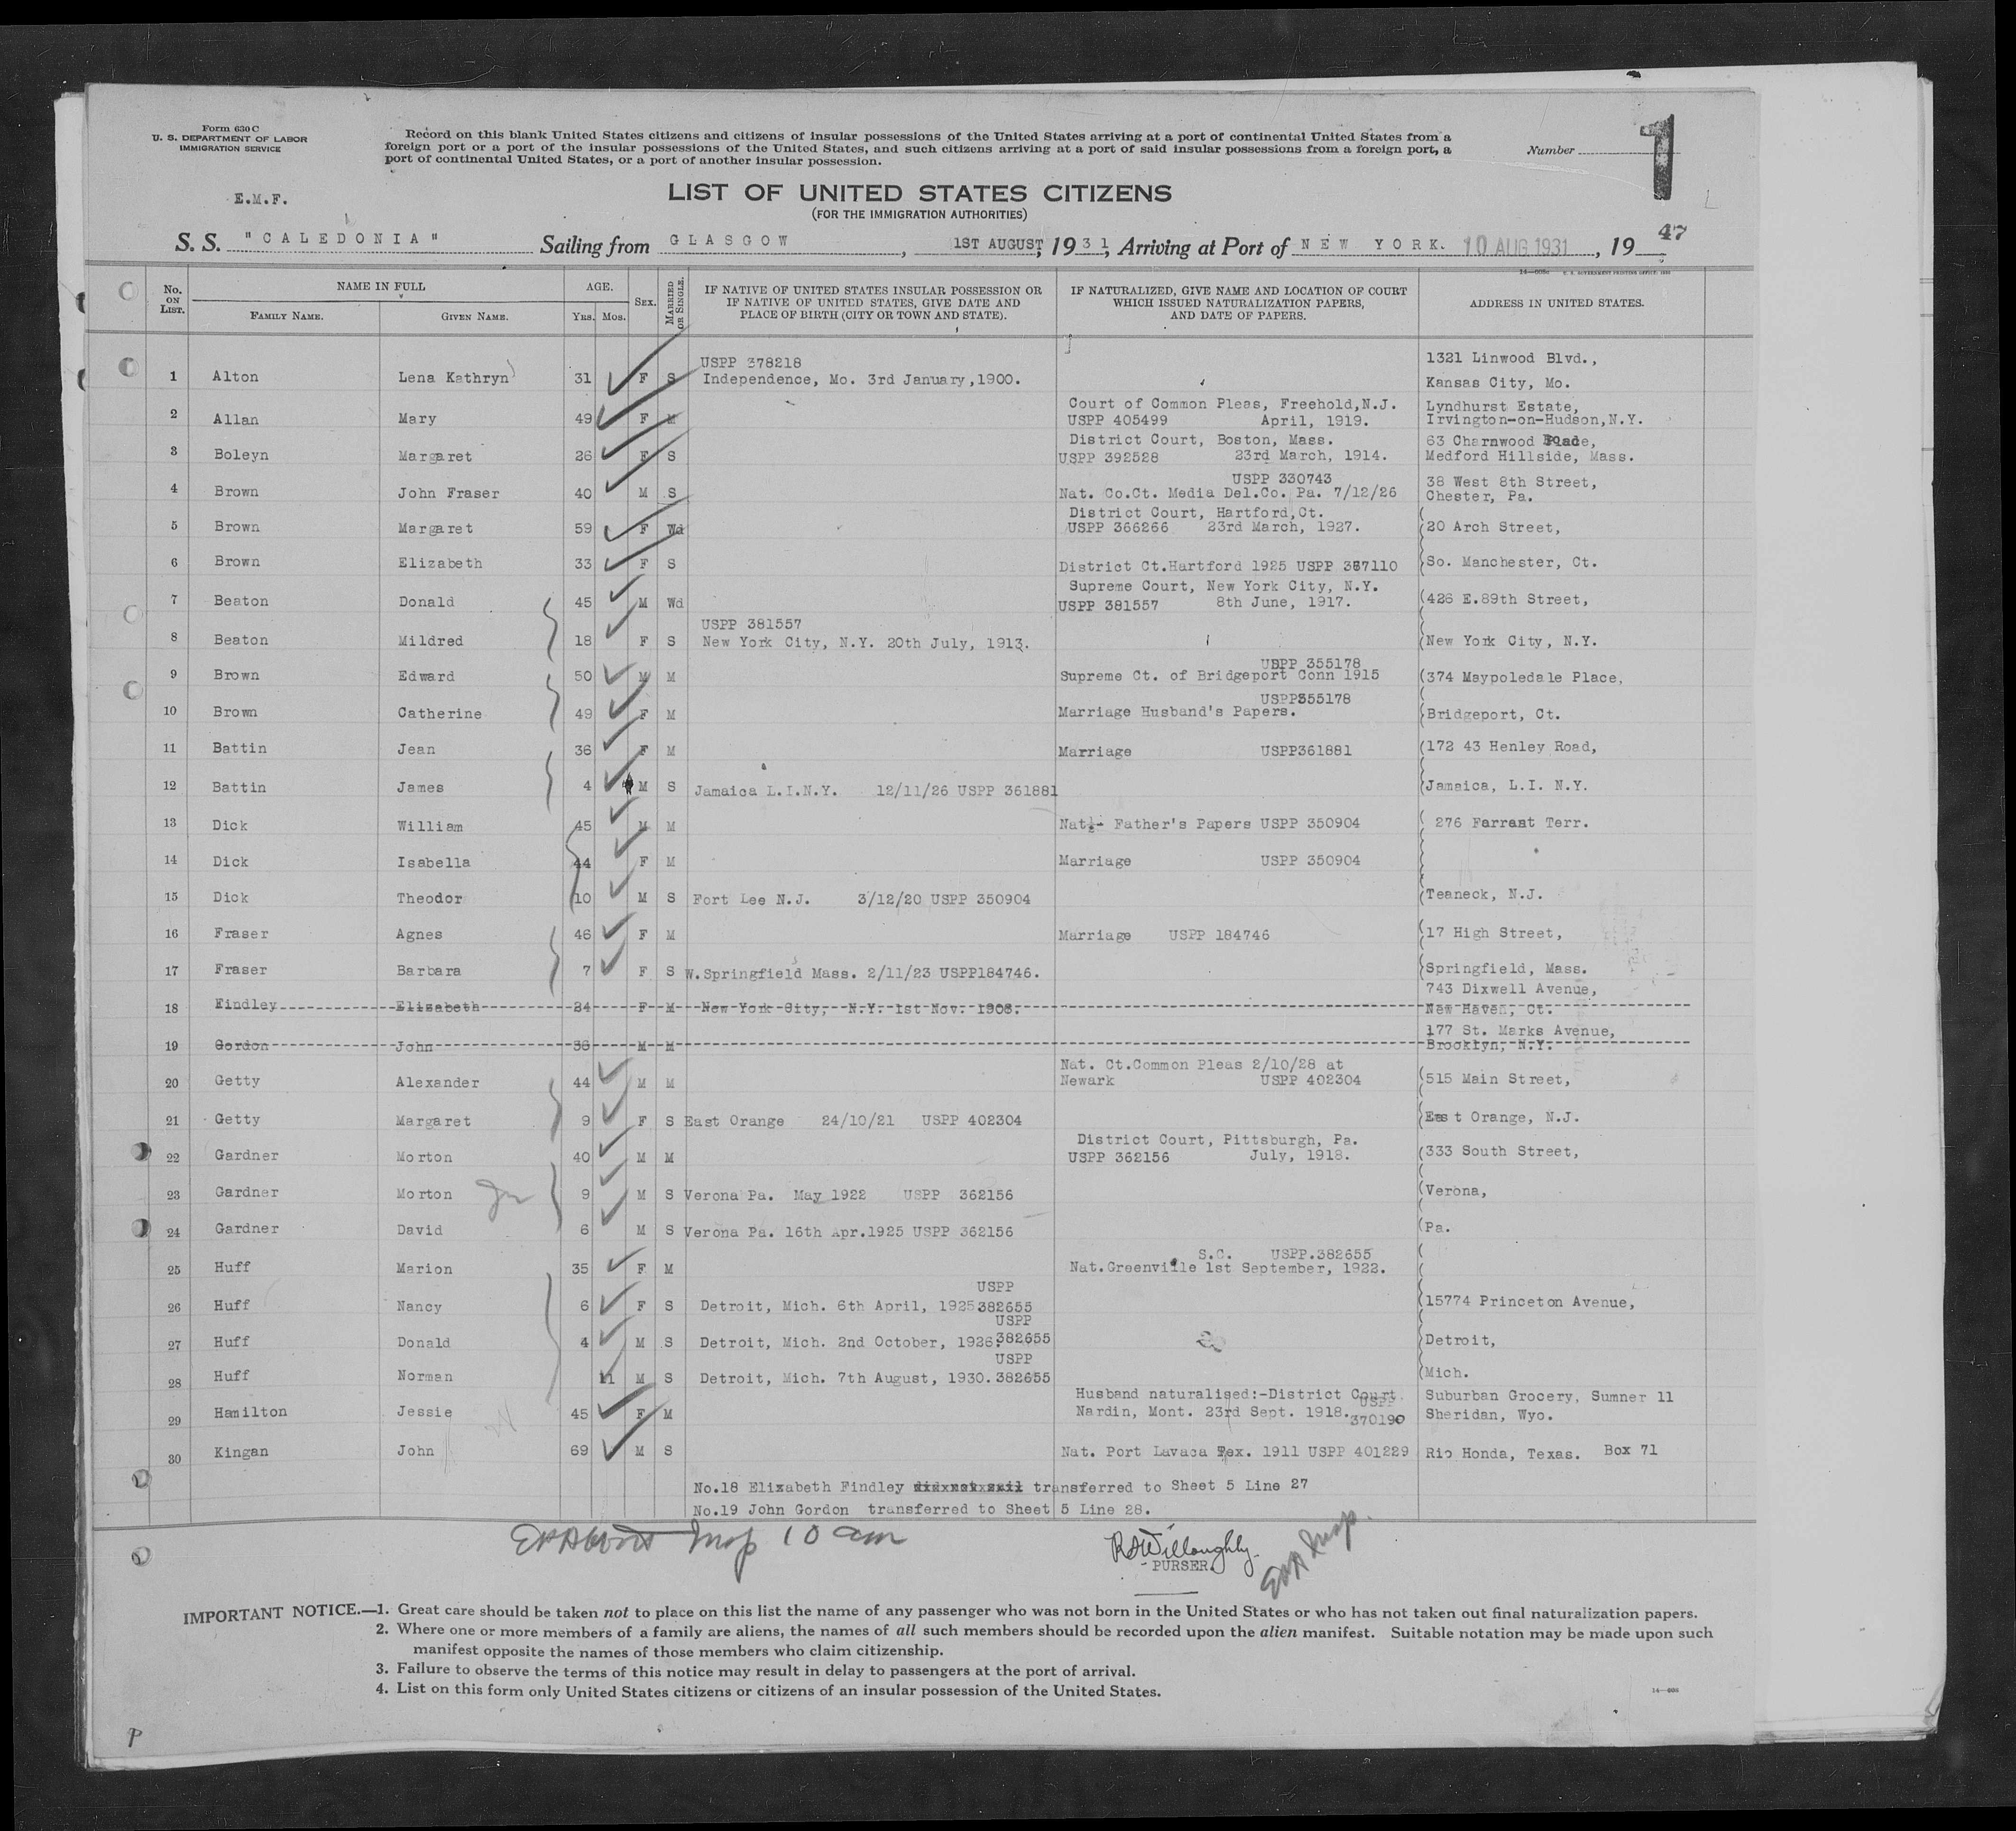 Form 630 C
U. S. DEPARTMENT OF LABOR
IMMIGRATION SERVICE
Record on this blank United States citizens and citizens of insular possessions of the United States arriving at a port of continental United States from a
foreign port or a port of the insular possessions of the United States, and such citizens arriving at a port of said insular possessions from a foreign port, a
port of continental United States, or a port of another insular possession.
Number 1
E.M.F.
LIST OF UNITED STATES CITIZENS
(FOR THE IMMIGRATION AUTHORITIES)
47
S. S. "CALEDONIA" Sailing from GLASGOW, 1ST AUGUST, 1931, Arriving at Port of NEW YORK. 10 AUG 1931, 19
No. ON LIST. NAME IN FULL FAMILY NAME. GIVEN NAME. AGE. YRS. MOS. SEX. MARRIED OR SINGLE. IF NATIVE OF UNITED STATES INSULAR POSSESSION OR IF NATIVE OF UNITED STATES, GIVE DATE AND PLACE OF BIRTH (CITY OR TOWN AND STATE). IF NATURALIZED, GIVE NAME AND LOCATION OF COURT WHICH ISSUED NATURALIZATION PAPERS, AND DATE OF PAPERS. ADDRESS IN UNITED STATES.
USPP 378218 1321 Linwood Blvd.,
1 Alton Lena Kathryn 31 F S Independence, Mo. 3rd January,1900. Kansas City, Mo.
Court of Common Pleas, Freehold,N.J. Lyndhurst Estate,
2 Allan Mary 49 F M USPP 405499 April, 1919. Irvington-on-Hudson,N.Y.
District Court, Boston, Mass. 63 Charnwood
3 Boleyn Margaret 26 F S USPP 392528 23rd March, 1914. Medford Hillside, Mass.
USPP 330743 38 West 8th Street,
4 Brown John Fraser 40 M S Nat. Co.Ct. Media Del.Co. Pa. 7/12/26 Chester, Pa.
District Court, Hartford,Ct.
5 Brown Margaret 59 F Wd USPP 366266 23rd March, 1927. (20 Arch Street,
6 Brown Elizabeth 33 F S District Ct.Hartford 1925 USPP 367110 So. Manchester, Ct.
Supreme Court, New York City, N.Y.
7 Beaton Donald 45 M Wd USPP 381557 8th June, 1917. (426 E.89th Street,
USPP 381557
8 Beaton Mildred 18 F S New York City, N.Y. 20th July, 1913. (New York City, N.Y.
USPP 355178
9 Brown Edward 50 M M Supreme Ct. of Bridgeport Conn 1915 (374 Maypoledale Place,
USPP355178
10 Brown Catherine 49 F M Marriage Husband's Papers. Bridgeport, Ct.
11 Battin Jean 36 F M Marriage USPP361881 (172 43 Henley Road,
12 Battin James 4 M S Jamaica L.I.N.Y. 12/11/26 USPP 361881 Jamaica, L.I. N.Y.
13 Dick William 45 M M Nat.- Father's Papers USPP 350904 ( 276 Farrant Terr.
14 Dick Isabella 44 F M Marriage USPP 350904
15 Dick Theodor 10 M S Fort Lee N.J. 3/12/20 USPP 350904 (Teaneck, N.J.
16 Fraser Agnes 46 F M Marriage USPP 184746 (17 High Street,
17 Fraser Barbara 7 F S W.Springfield Mass. 2/11/23 USPP184746. Springfield, Mass.
743 Dixwell Avenue,
18 Findley Elizabeth 24 F M New York City, N.Y. 1st Nov. 1906. New Haven, Ct.
177 St. Marks Avenue,
19 Gordon John 36 M M Brooklyn, N.Y.
Nat. Ct.Common Pleas 2/10/28 at
20 Getty Alexander 44 M M Newark USPP 402304 (515 Main Street,
21 Getty Margaret 9 F S East Orange 24/10/21 USPP 402304 East Orange, N.J.
District Court, Pittsburgh, Pa.
22 Gardner Morton 40 M M USPP 362156 July, 1918. (333 South Street,
23 Gardner Morton Jr 9 M S Verona Pa. May 1922 USPP 362156 (Verona,
24 Gardner David 6 M S Verona Pa. 16th Apr.1925 USPP 362156 (Pa.
S.C. USPP.382655
25 Huff Marion 35 F M Nat.Greenville 1st September, 1922.
USPP
26 Huff Nancy 6 F S Detroit, Mich. 6th April, 1925 382655 (15774 Princeton Avenue,
USPP
27 Huff Donald 4 M S Detroit, Mich. 2nd October, 1926. 382655 Detroit,
USPP
28 Huff Norman 11 M S Detroit, Mich. 7th August, 1930. 382655 (Mich.
Husband naturalised:-District Court. Suburban Grocery, Sumner 11
29 Hamilton Jessie 45 F M Nardin, Mont. 23rd Sept. 1918. USPP 370190 Sheridan, Wyo.
30 Kingan John 69 M S Nat. Port Lavaca Tex. 1911 USPP 401229 Rio Honda, Texas. Box 71
No.18 Elizabeth Findley did not sail transferred to Sheet 5 Line 27
No.19 John Gordon transferred to Sheet 5 Line 28.
Insp 10 am
Willoughby
PURSER.
Insp.
IMPORTANT NOTICE.—1. Great care should be taken not to place on this list the name of any passenger who was not born in the United States or who has not taken out final naturalization papers.
2. Where one or more members of a family are aliens, the names of all such members should be recorded upon the alien manifest. Suitable notation may be made upon such
manifest opposite the names of those members who claim citizenship.
3. Failure to observe the terms of this notice may result in delay to passengers at the port of arrival.
4. List on this form only United States citizens or citizens of an insular possession of the United States.
P